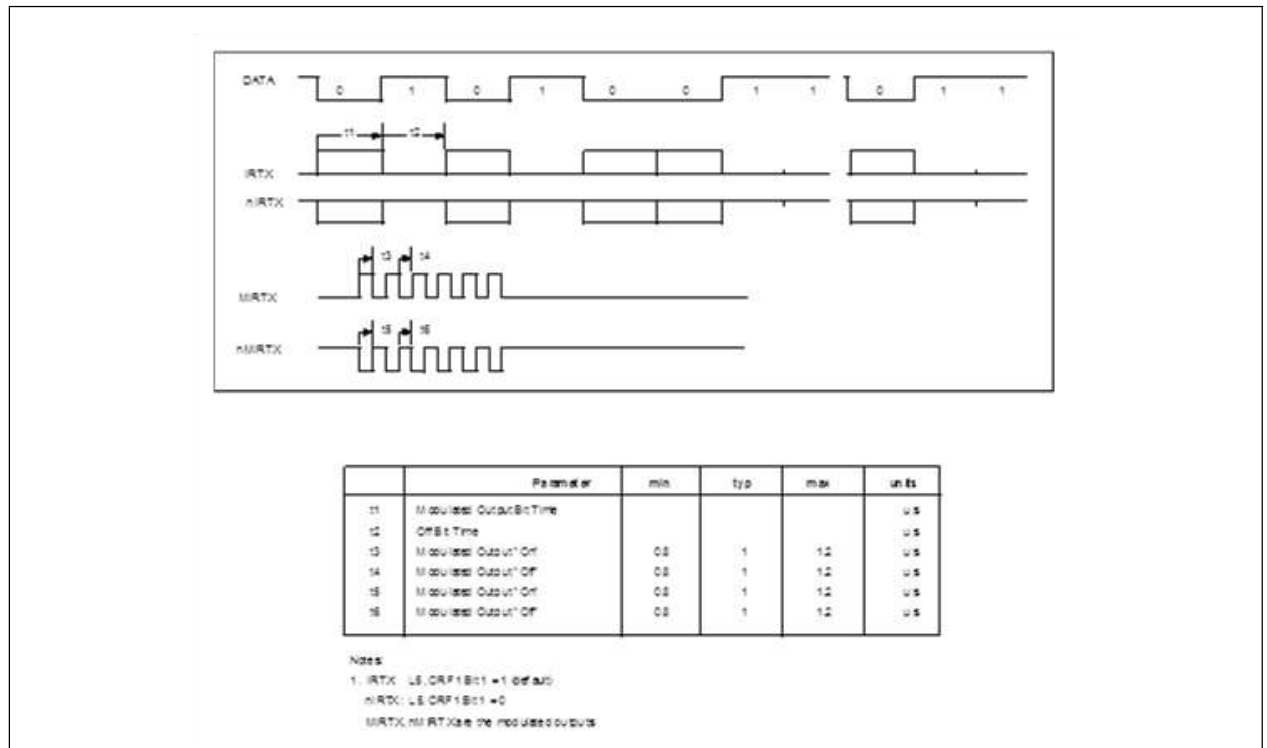 DATA
0 1 0 1 0 0 1 1 0 1 1
t1 t2
IRTX
nIRTX
t3 t4
MIRTX
t5 t6
nMIRTX
Parameter min typ max units
t1 Modulated Output Bit Time us
t2 Off Bit Time us
t3 Modulated Output "On" 0.8 1 1.2 us
t4 Modulated Output "Off" 0.8 1 1.2 us
t5 Modulated Output "On" 0.8 1 1.2 us
t6 Modulated Output "Off" 0.8 1 1.2 us
Notes:
1. IRTX: L5, CRF1 Bit 1 = 1 (default)
nIRTX: L5, CRF1 Bit 1 = 0
MIRTX, nMIRTX are the modulated outputs